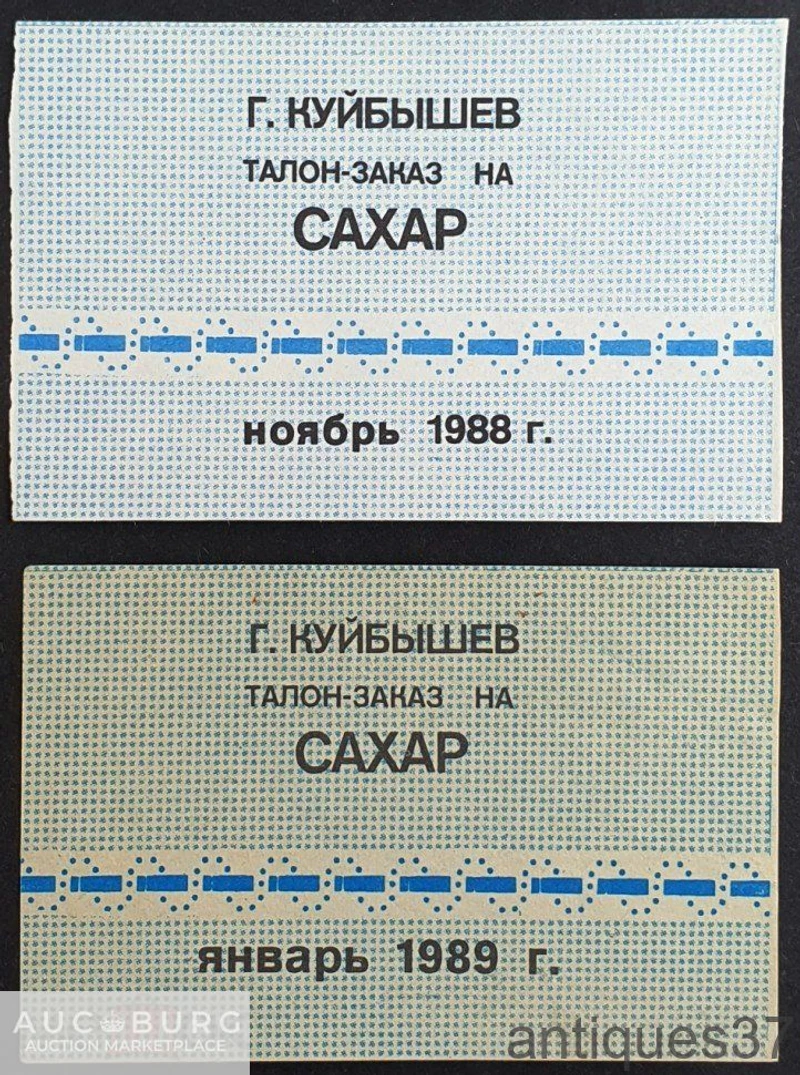 Г. КУЙБЫШЕВ
ТАЛОН-ЗАКАЗ НА
САХАР
ноябрь 1988 г.
Г. КУЙБЫШЕВ
ТАЛОН-ЗАКАЗ НА
САХАР
январь 1989 г.
AUCBURG
AUCTION MARKETPLACE
antiques37